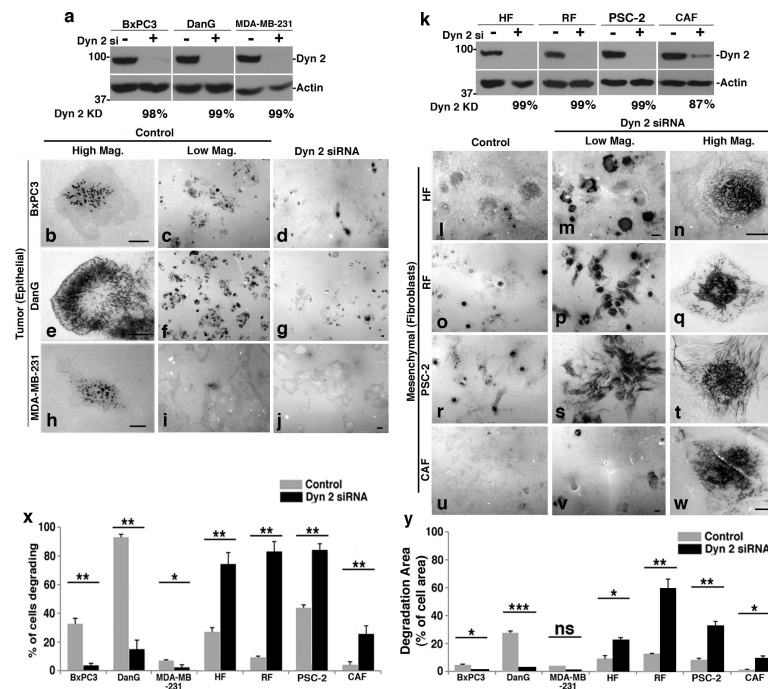 a
BxPC3 DanG MDA-MB-231
Dyn 2 si - + - + - +
100- -Dyn 2
-Actin
37-
Dyn 2 KD 98% 99% 99%
Control
High Mag. Low Mag. Dyn 2 siRNA
Tumor (Epithelial)
BxPC3
b c d
DanG
e f g
MDA-MB-231
h i j
k
HF RF PSC-2 CAF
Dyn 2 si - + - + - + - +
100- -Dyn 2
-Actin
37-
Dyn 2 KD 99% 99% 99% 87%
Dyn 2 siRNA
Control Low Mag. High Mag.
Mesenchymal (Fibroblasts)
HF
l m n
RF
o p q
PSC-2
r s t
CAF
u v w
x
Control
Dyn 2 siRNA
% of cells degrading
100
80
60
40
20
0
** ** * ** ** ** **
BxPC3 DanG MDA-MB-231 HF RF PSC-2 CAF
y
Control
Dyn 2 siRNA
Degradation Area
(% of cell area)
100
80
60
40
20
0
* *** ns * ** ** *
BxPC3 DanG MDA-MB-231 HF RF PSC-2 CAF